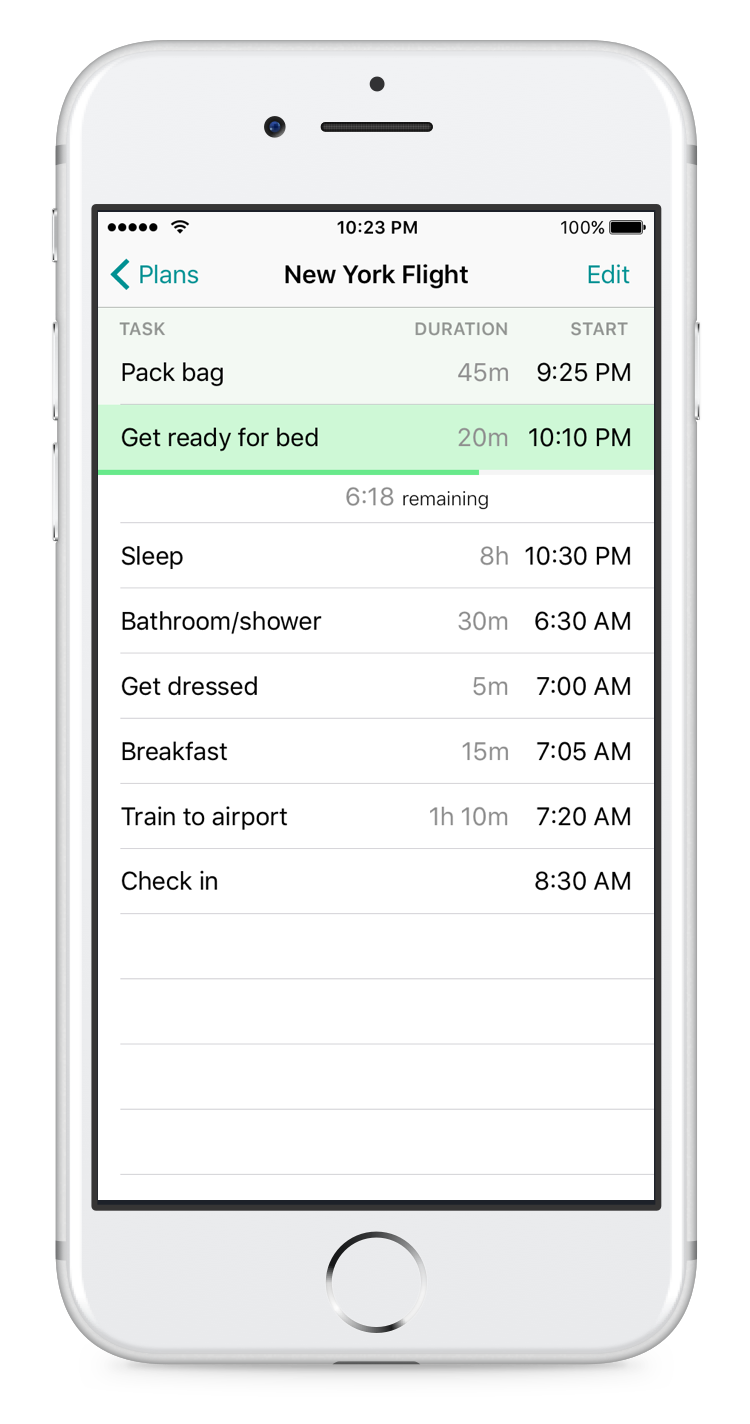 10:23 PM 100%
Plans New York Flight Edit
TASK DURATION START
Pack bag 45m 9:25 PM
Get ready for bed 20m 10:10 PM
6:18 remaining
Sleep 8h 10:30 PM
Bathroom/shower 30m 6:30 AM
Get dressed 5m 7:00 AM
Breakfast 15m 7:05 AM
Train to airport 1h 10m 7:20 AM
Check in 8:30 AM